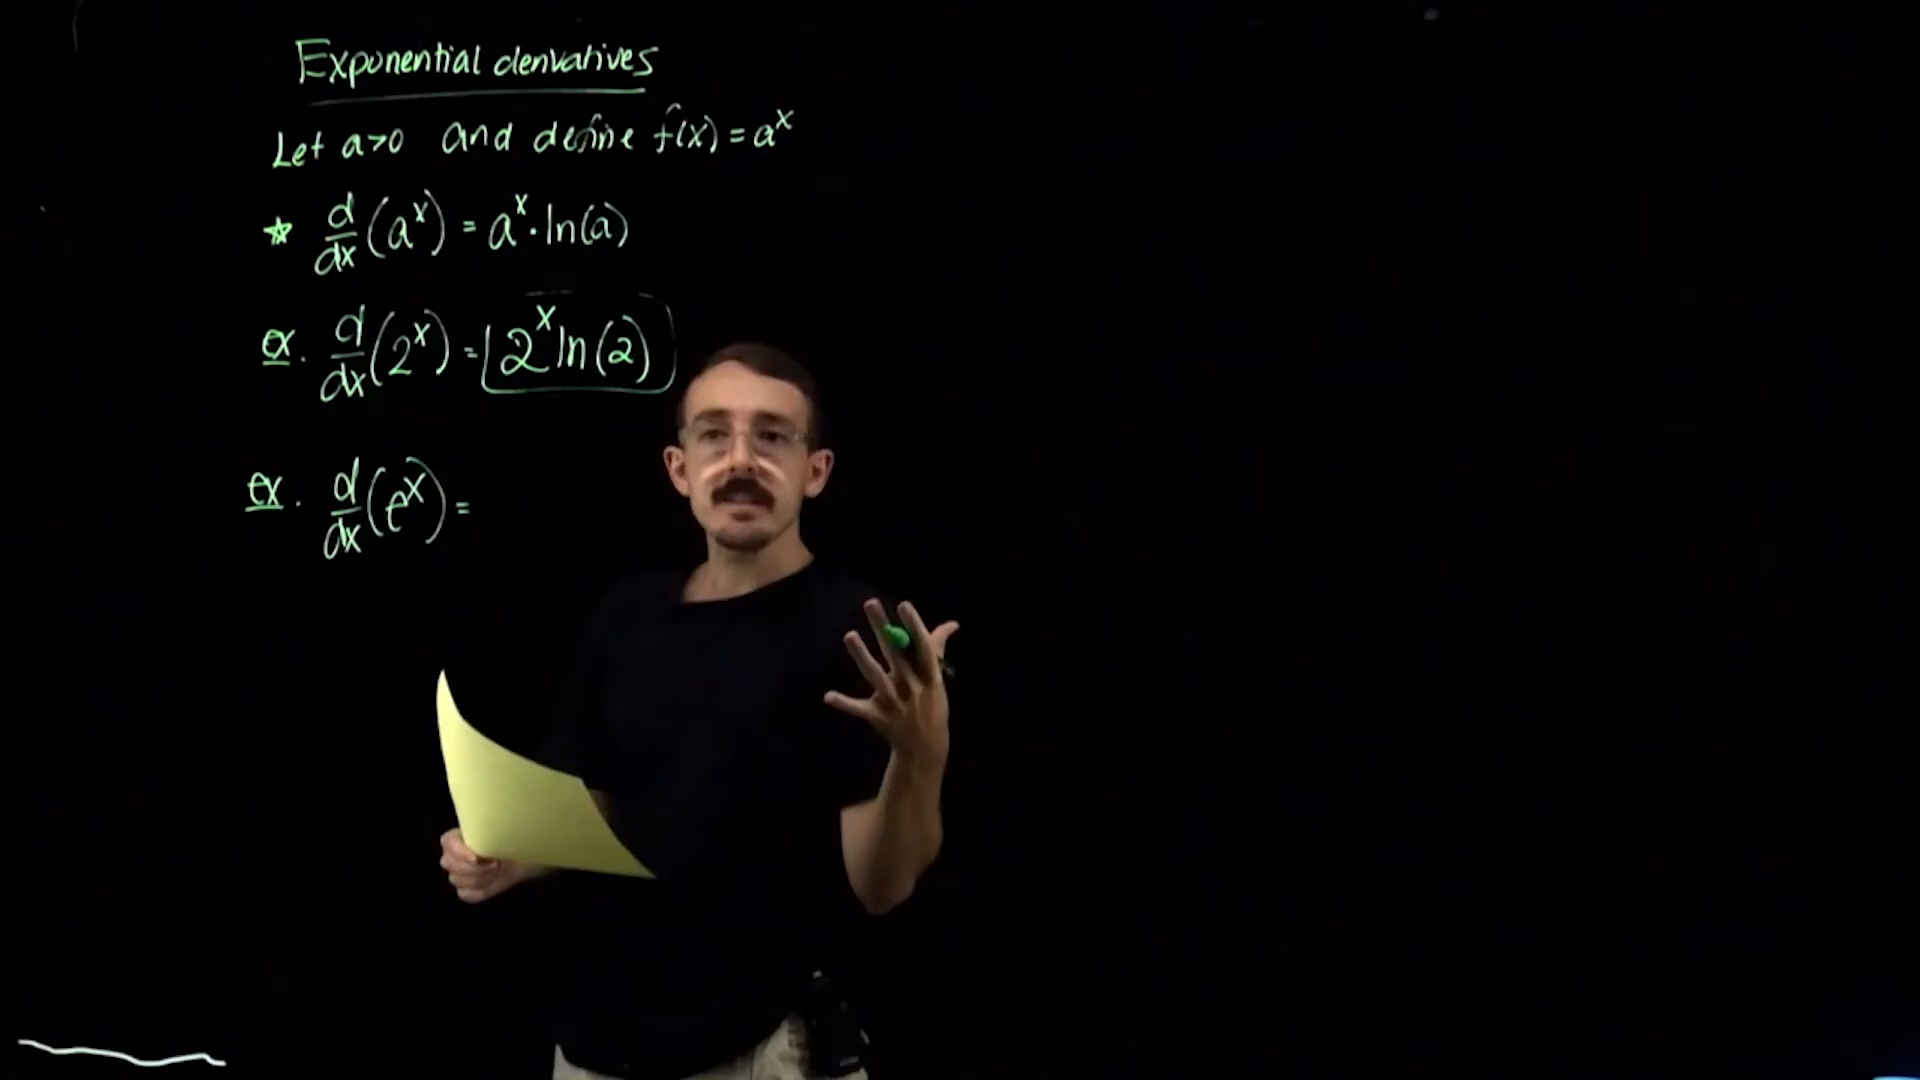 Exponential derivatives
Let a>0 and define f(x) = a^x
☆ d/dx (a^x) = a^x · ln(a)
ex. d/dx (2^x) = 2^x ln(2)
ex. d/dx (e^x) =